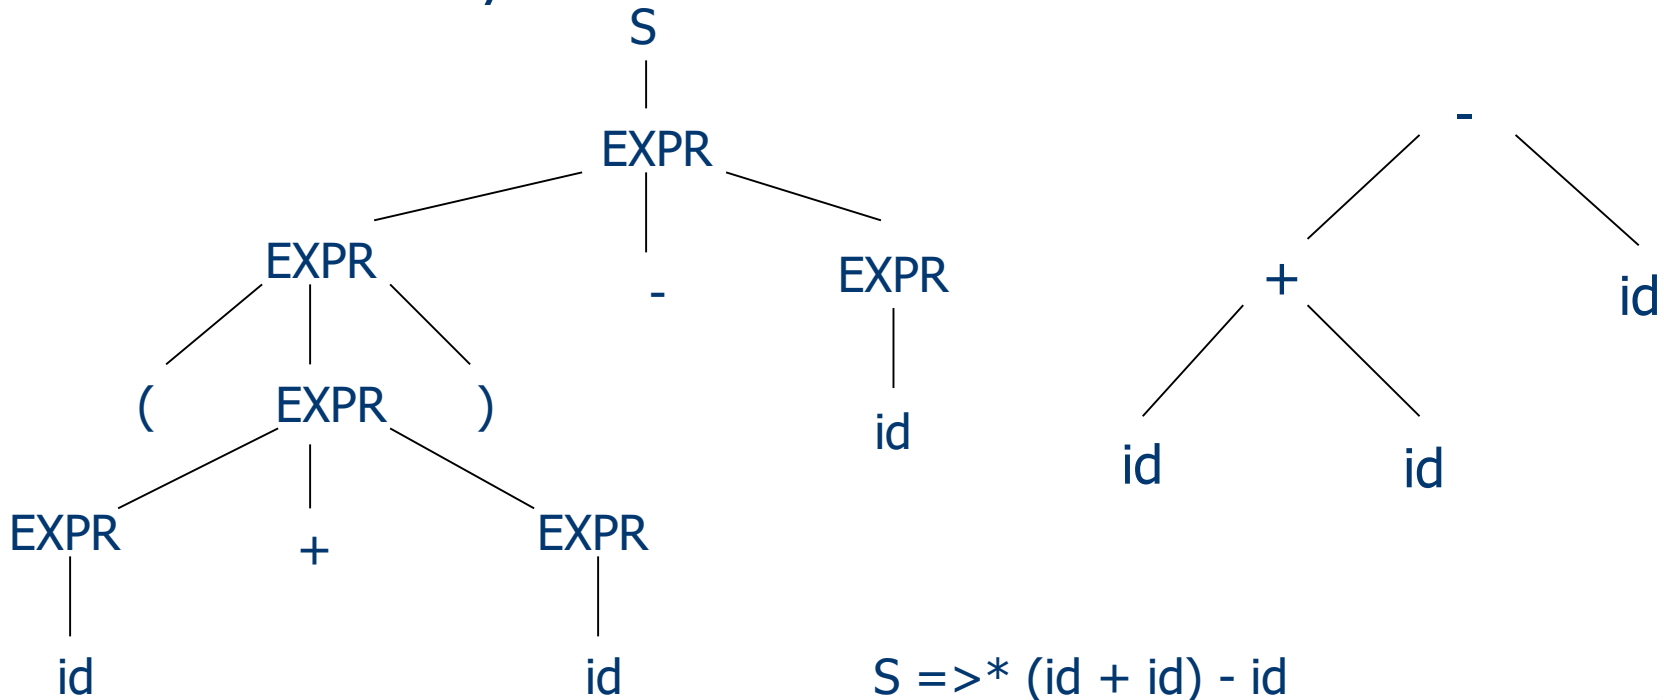 S
-
EXPR
EXPR - EXPR + id
( EXPR ) id id id
EXPR + EXPR
id id S =>* (id + id) - id